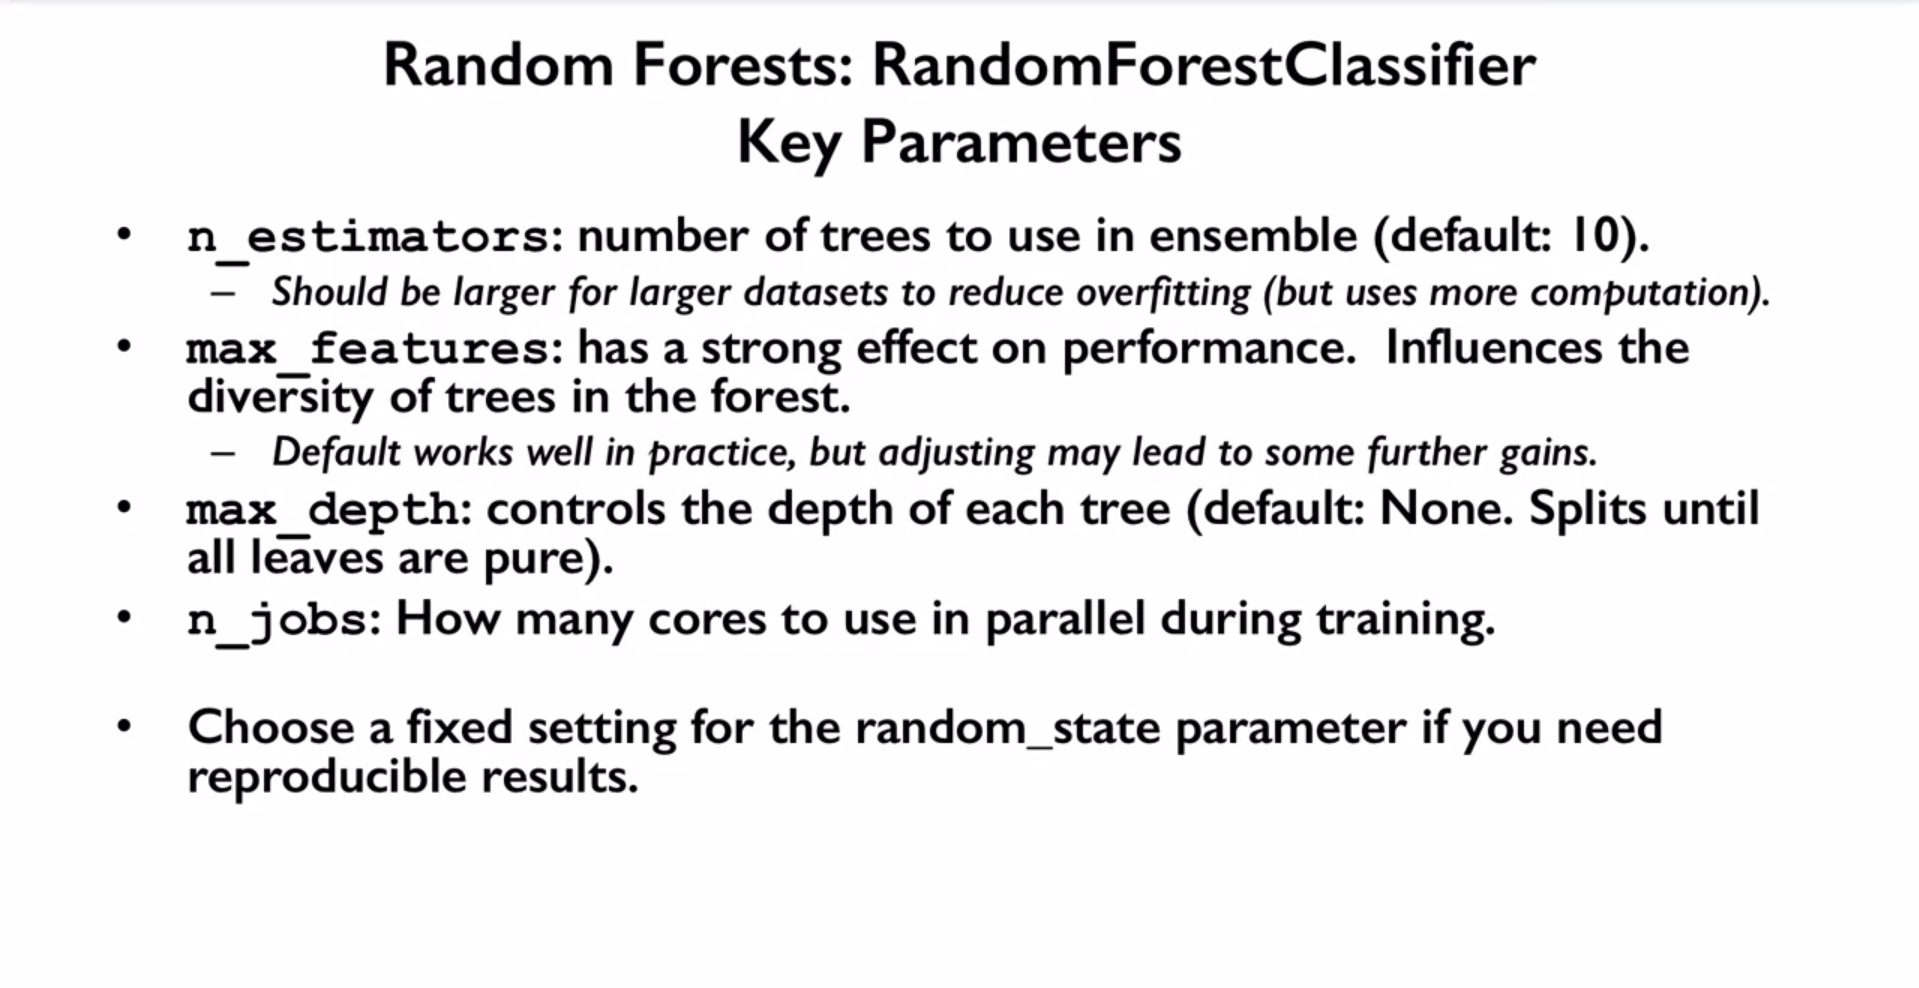 Random Forests: RandomForestClassifier
Key Parameters
• n_estimators: number of trees to use in ensemble (default: 10).
– Should be larger for larger datasets to reduce overfitting (but uses more computation).
• max_features: has a strong effect on performance. Influences the
diversity of trees in the forest.
– Default works well in practice, but adjusting may lead to some further gains.
• max_depth: controls the depth of each tree (default: None. Splits until
all leaves are pure).
• n_jobs: How many cores to use in parallel during training.
• Choose a fixed setting for the random_state parameter if you need
reproducible results.